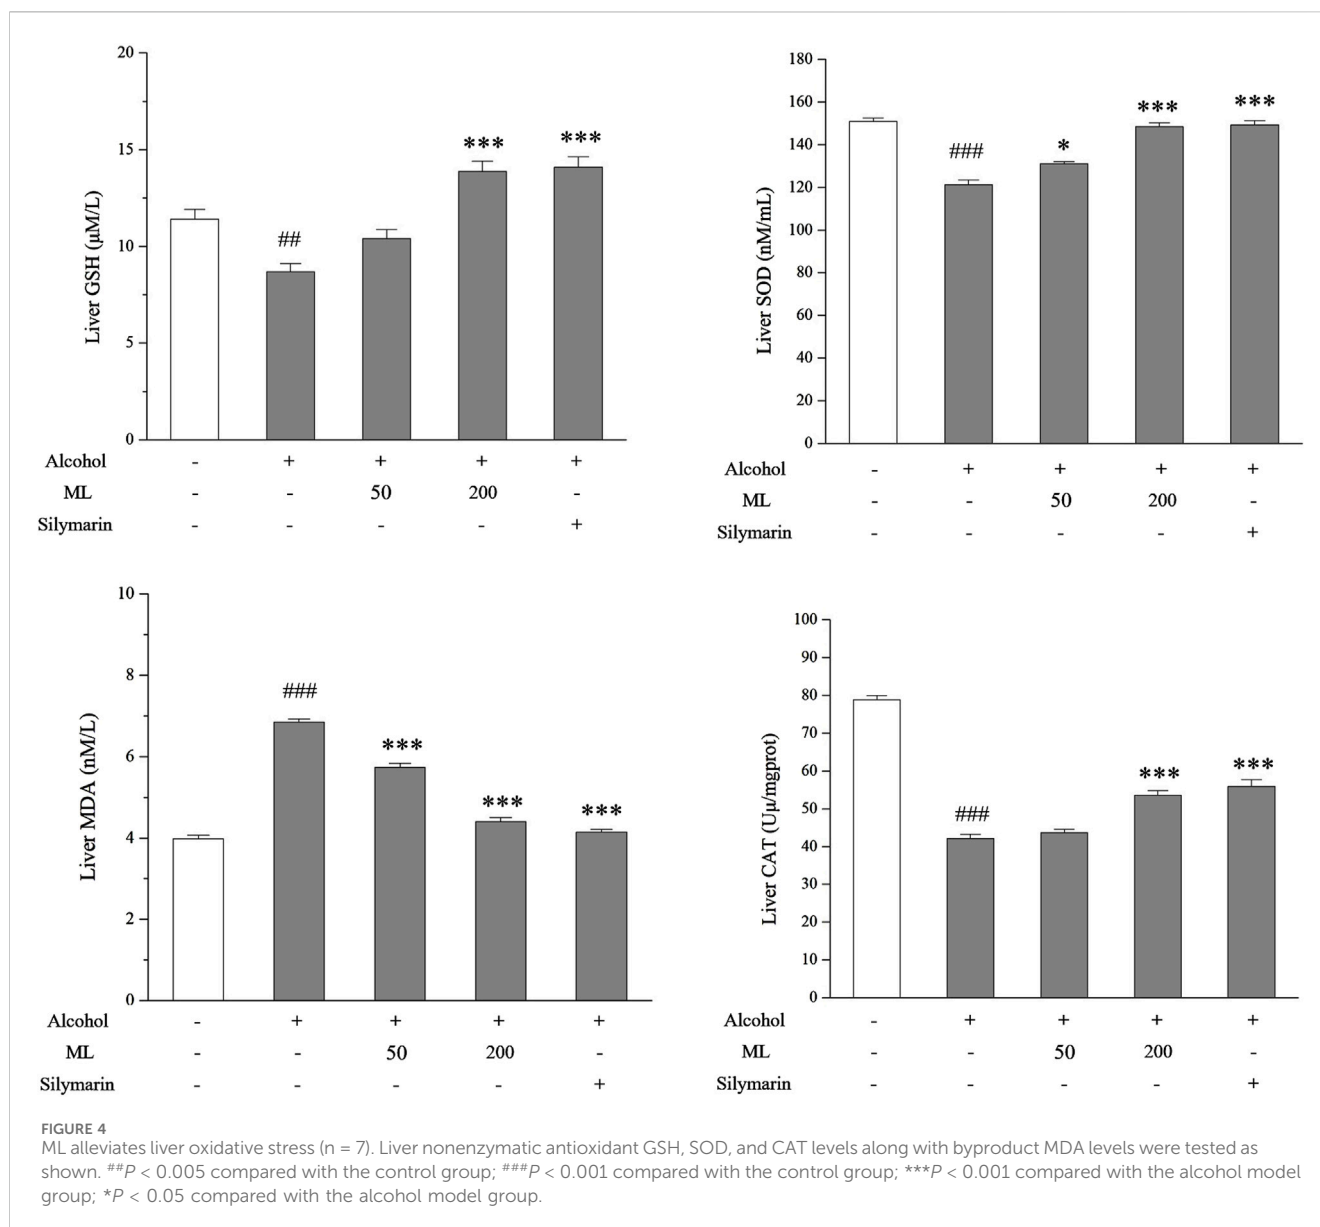 20
15
10
5
0
Liver GSH (μM/L)
##
***
***
Alcohol - + + + +
ML - - 50 200 -
Silymarin - - - - +
180
160
140
120
100
80
60
40
20
0
Liver SOD (nM/mL)
###
*
***
***
Alcohol - + + + +
ML - - 50 200 -
Silymarin - - - - +
10
8
6
4
2
0
Liver MDA (nM/L)
###
***
***
***
Alcohol - + + + +
ML - - 50 200 -
Silymarin - - - - +
100
90
80
70
60
50
40
30
20
10
0
Liver CAT (Uμ/mgprot)
###
***
***
Alcohol - + + + +
ML - - 50 200 -
Silymarin - - - - +
FIGURE 4
ML alleviates liver oxidative stress (n = 7). Liver nonenzymatic antioxidant GSH, SOD, and CAT levels along with byproduct MDA levels were tested as
shown. ##P < 0.005 compared with the control group; ###P < 0.001 compared with the control group; ***P < 0.001 compared with the alcohol model
group; *P < 0.05 compared with the alcohol model group.